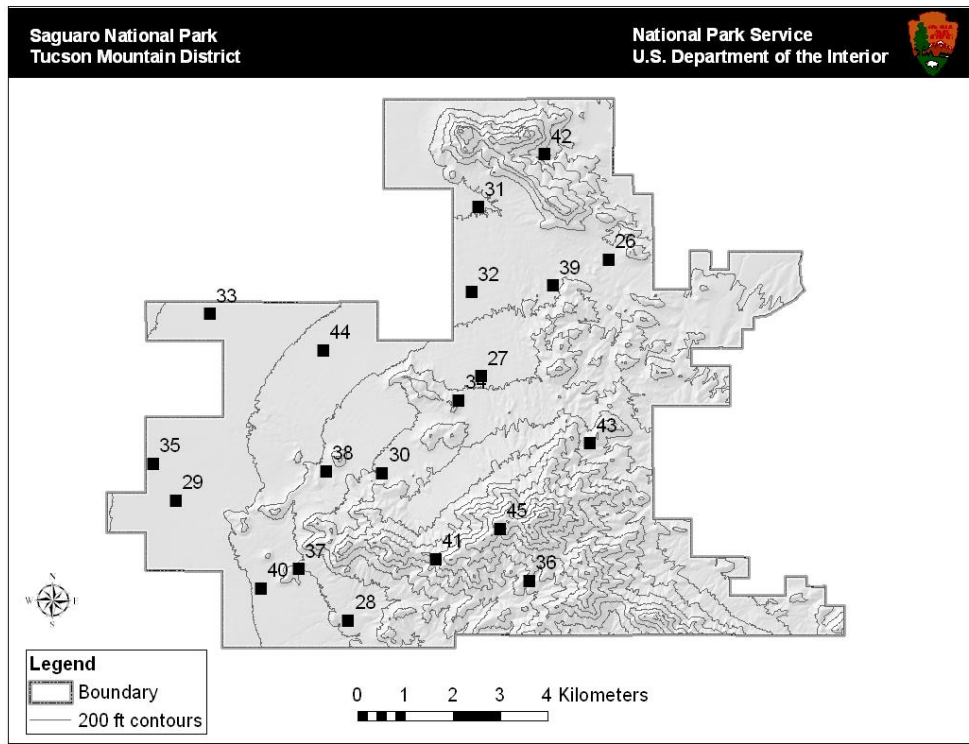 Saguaro National Park
Tucson Mountain District
National Park Service
U.S. Department of the Interior
42
31
26
39
32
33
44
27
34
43
38
30
35
29
45
41
37
36
40
28
N
W E
S
Legend
Boundary
200 ft contours
0 1 2 3 4 Kilometers